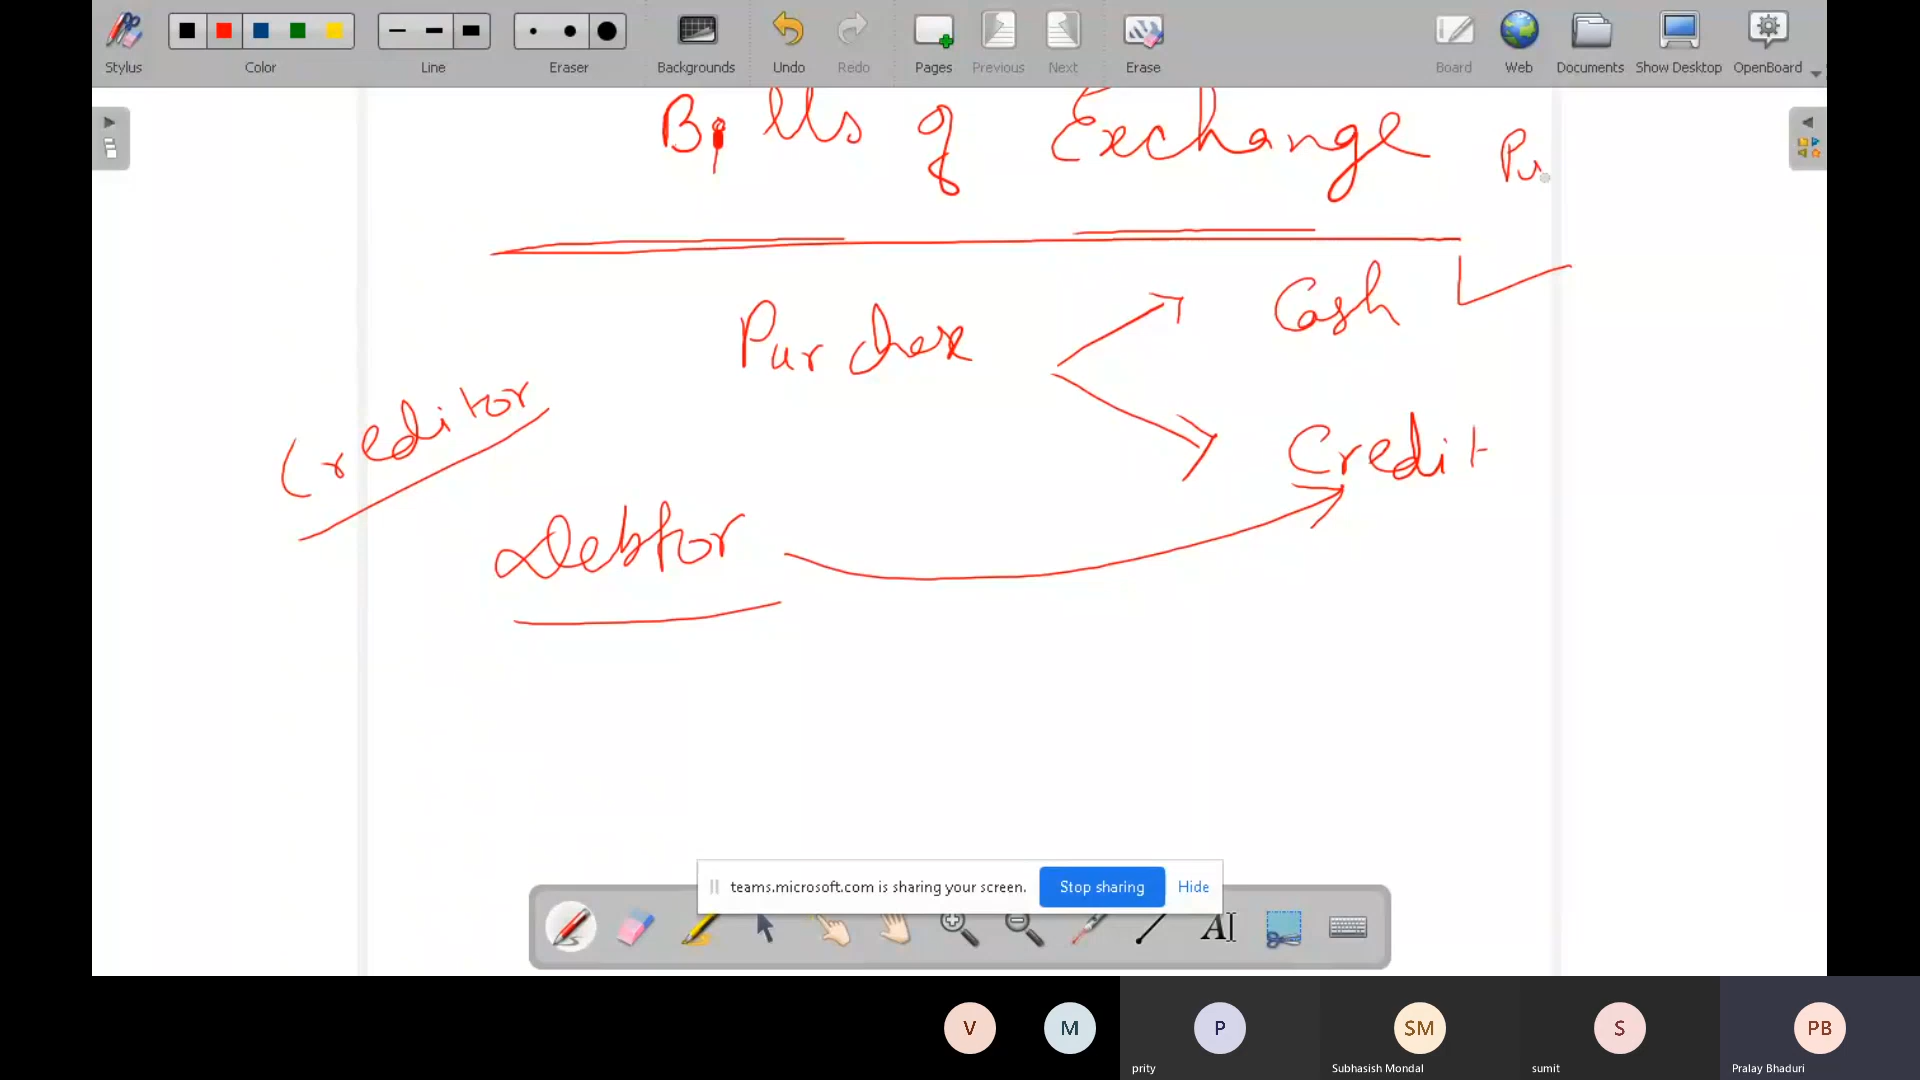 Stylus Color Line Eraser Backgrounds Undo Redo Pages Previous Next Erase Board Web Documents Show Desktop OpenBoard
Bills of Exchange Pu
Purchase Cash
Creditor Credit
Debtor
teams.microsoft.com is sharing your screen. Stop sharing Hide
AI
V M P SM S PB
prity Subhasish Mondal sumit Pralay Bhaduri